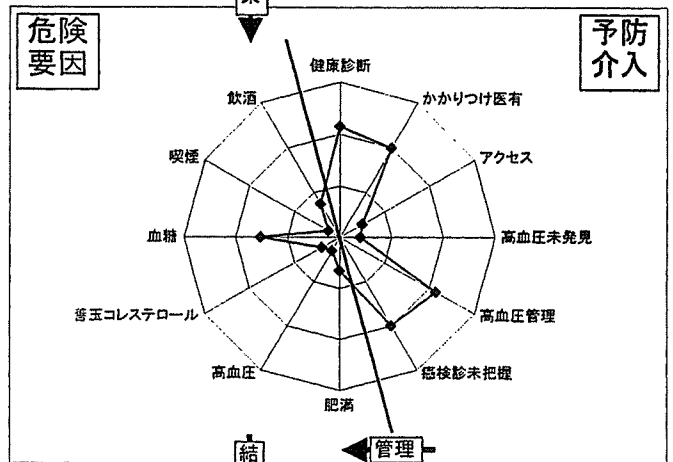 危険
要因
予防
介入
健康診断
飲酒
かかりつけ医有
喫煙
アクセス
血糖
高血圧未発見
善玉コレステロール
高血圧管理
高血圧
癌検診未把握
肥満
結
管理